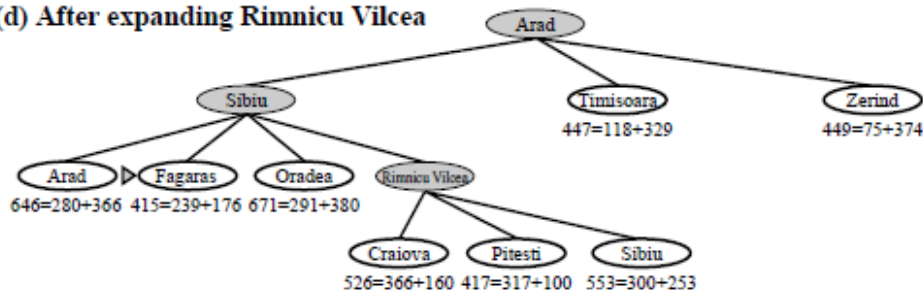 (d) After expanding Rimnicu Vilcea
Arad
Sibiu
Timisoara
Zerind
447=118+329
449=75+374
Arad
Fagaras
Oradea
Rimnicu Vilcea
646=280+366
415=239+176
671=291+380
Craiova
Pitesti
Sibiu
526=366+160
417=317+100
553=300+253